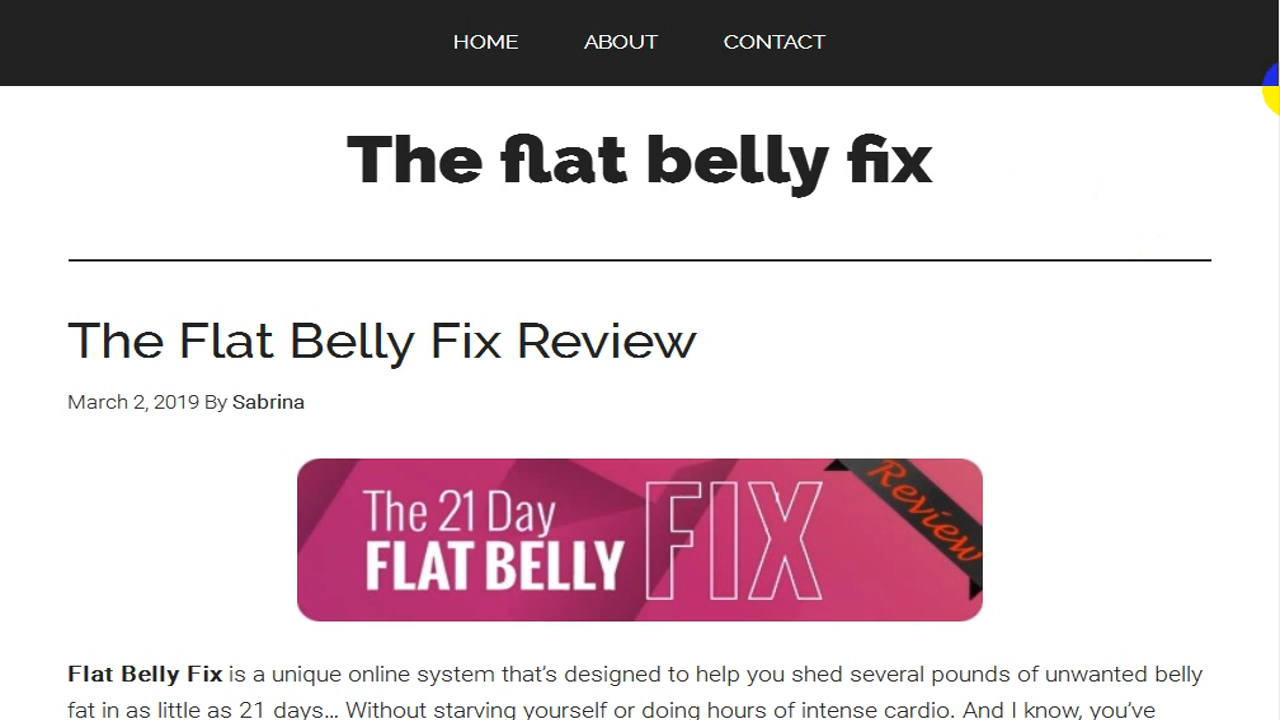 HOME ABOUT CONTACT
The flat belly fix
The Flat Belly Fix Review
March 2, 2019 By Sabrina
The 21 Day
FLAT BELLY FIX
Review
Flat Belly Fix is a unique online system that's designed to help you shed several pounds of unwanted belly
fat in as little as 21 days... Without starving yourself or doing hours of intense cardio. And I know, you've